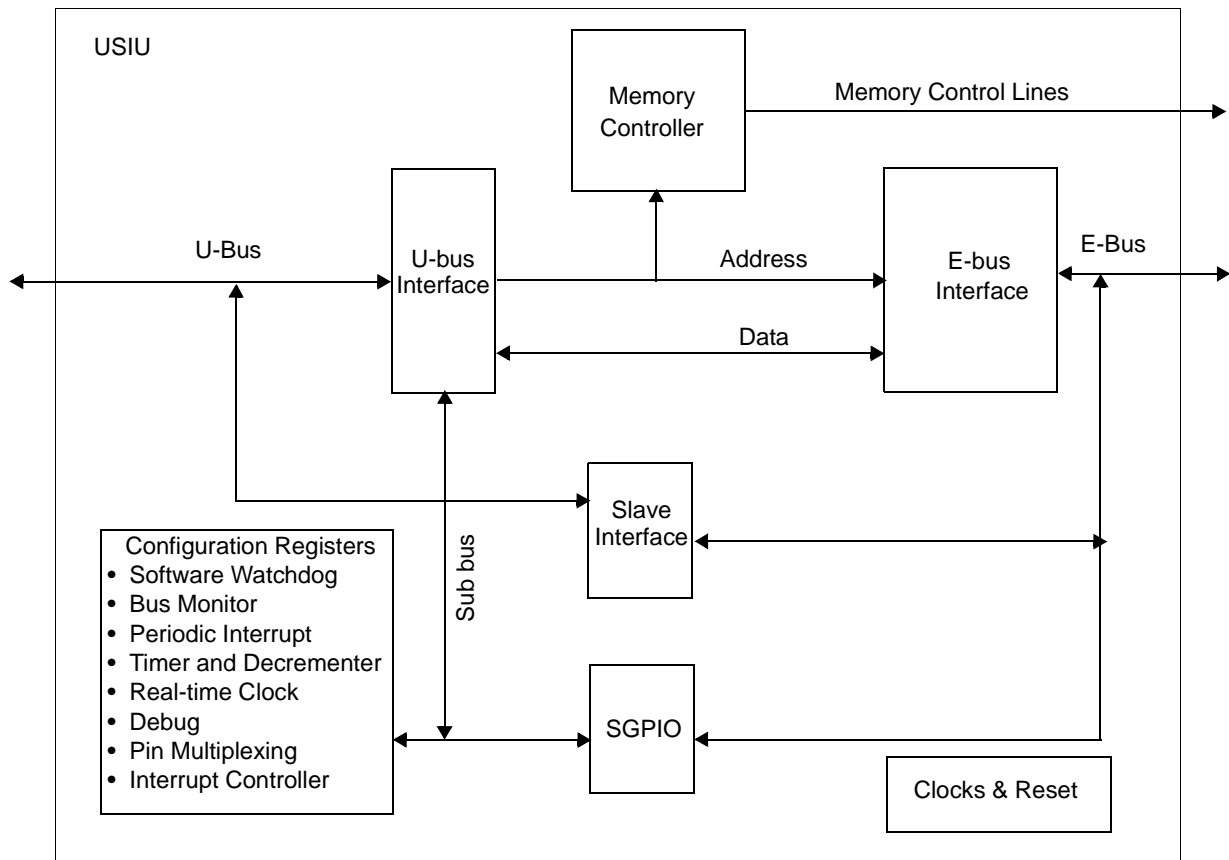 USIU
Memory
Controller
Memory Control Lines
U-Bus
U-bus
Interface
Address
E-bus
Interface
E-Bus
Data
Slave
Interface
Sub bus
Configuration Registers
• Software Watchdog
• Bus Monitor
• Periodic Interrupt
• Timer and Decrementer
• Real-time Clock
• Debug
• Pin Multiplexing
• Interrupt Controller
SGPIO
Clocks & Reset